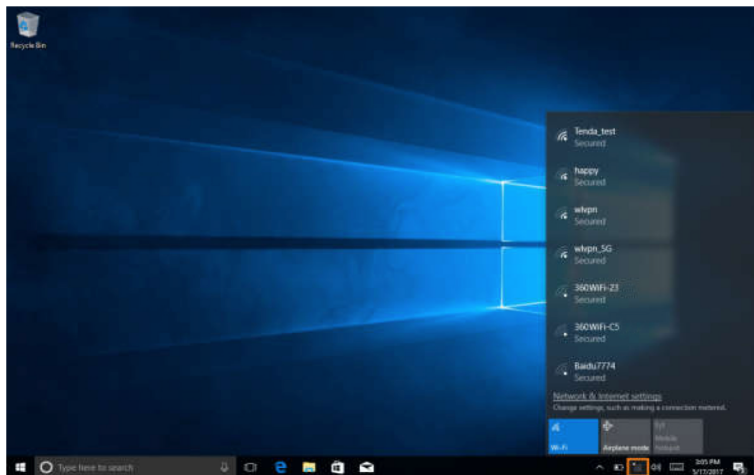 Recycle Bin
Tenda_test
Secured
happy
Secured
wlvpn
Secured
wlvpn_5G
Secured
360WiFi-23
Secured
360WiFi-C5
Secured
Baidu7774
Secured
Network & Internet settings
Change settings, such as making a connection metered.
Wi-Fi
Airplane mode
Mobile
hotspot
Type here to search
3:05 PM
5/17/2017